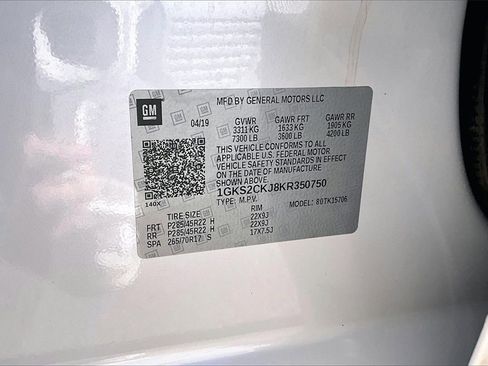 GM
MFD BY GENERAL MOTORS LLC
04/19 GVWR GAWR FRT GAWR RR
3311 KG 1633 KG 1905 KG
7300 LB 3600 LB 4200 LB
THIS VEHICLE CONFORMS TO ALL
APPLICABLE U.S. FEDERAL MOTOR
VEHICLE SAFETY STANDARDS IN EFFECT
ON THE DATE OF MANUFACTURE
SHOWN ABOVE.
1GKS2CKJ8KR350750
140X TYPE: M.P.V. MODEL: 80TK15706
TIRE SIZE RIM
FRT P285/45R22 H 22X9J
RR P285/45R22 H 22X9J
SPA 265/70R17 S 17X7.5J